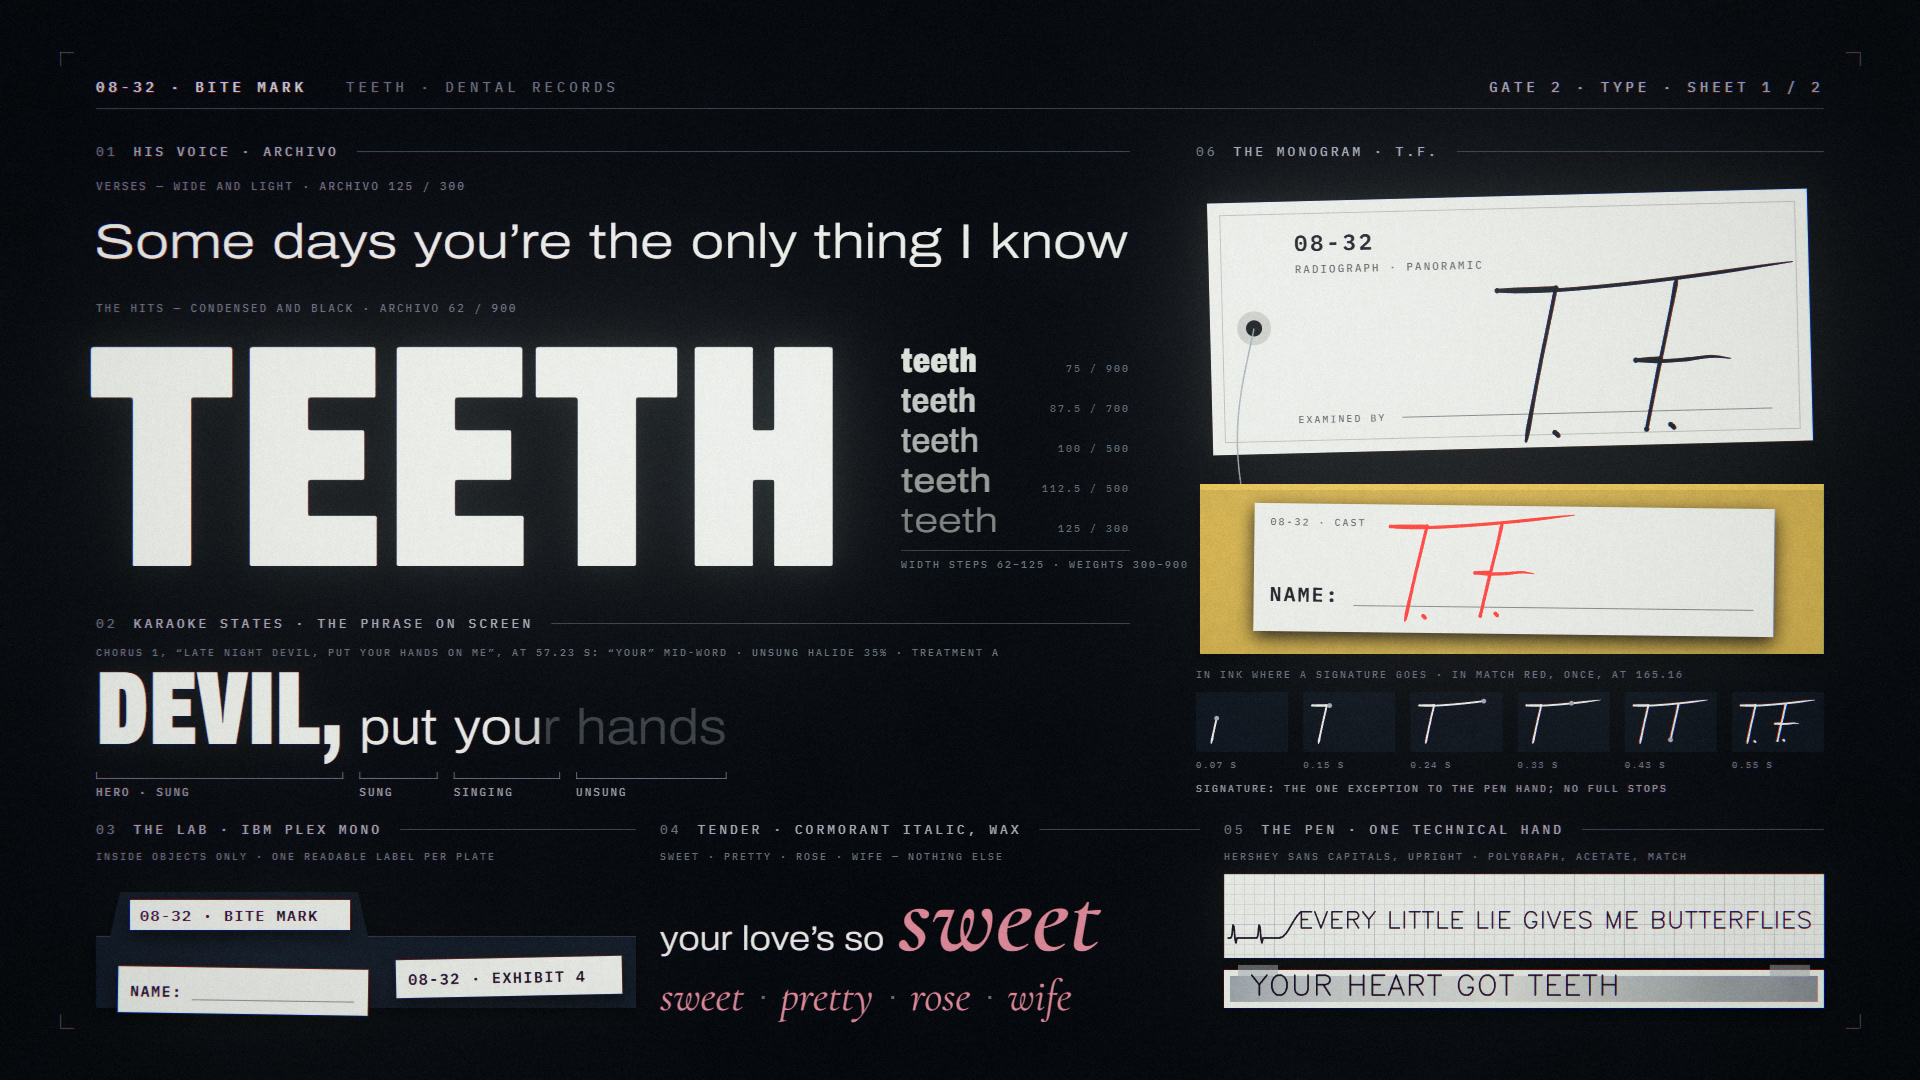 08-32 · BITE MARK TEETH · DENTAL RECORDS
GATE 2 · TYPE · SHEET 1 / 2
01 HIS VOICE · ARCHIVO
VERSES — WIDE AND LIGHT · ARCHIVO 125 / 300
Some days you’re the only thing I know
THE HITS — CONDENSED AND BLACK · ARCHIVO 62 / 900
TEETH
teeth 75 / 900
teeth 87.5 / 700
teeth 100 / 500
teeth 112.5 / 500
teeth 125 / 300
WIDTH STEPS 62–125 · WEIGHTS 300–900
02 KARAOKE STATES · THE PHRASE ON SCREEN
CHORUS 1, “LATE NIGHT DEVIL, PUT YOUR HANDS ON ME”, AT 57.23 S: “YOUR” MID-WORD · UNSUNG HALIDE 35% · TREATMENT A
DEVIL, put your hands
HERO · SUNG SUNG SINGING UNSUNG
03 THE LAB · IBM PLEX MONO
INSIDE OBJECTS ONLY · ONE READABLE LABEL PER PLATE
08-32 · BITE MARK
NAME:
08-32 · EXHIBIT 4
04 TENDER · CORMORANT ITALIC, WAX
SWEET · PRETTY · ROSE · WIFE — NOTHING ELSE
your love’s so sweet
sweet · pretty · rose · wife
05 THE PEN · ONE TECHNICAL HAND
HERSHEY SANS CAPITALS, UPRIGHT · POLYGRAPH, ACETATE, MATCH
EVERY LITTLE LIE GIVES ME BUTTERFLIES
YOUR HEART GOT TEETH
06 THE MONOGRAM · T.F.
08-32
RADIOGRAPH · PANORAMIC
T.F.
EXAMINED BY
08-32 · CAST
T.F.
NAME:
IN INK WHERE A SIGNATURE GOES · IN MATCH RED, ONCE, AT 165.16
0.07 S 0.15 S 0.24 S 0.33 S 0.43 S 0.55 S
SIGNATURE: THE ONE EXCEPTION TO THE PEN HAND; NO FULL STOPS